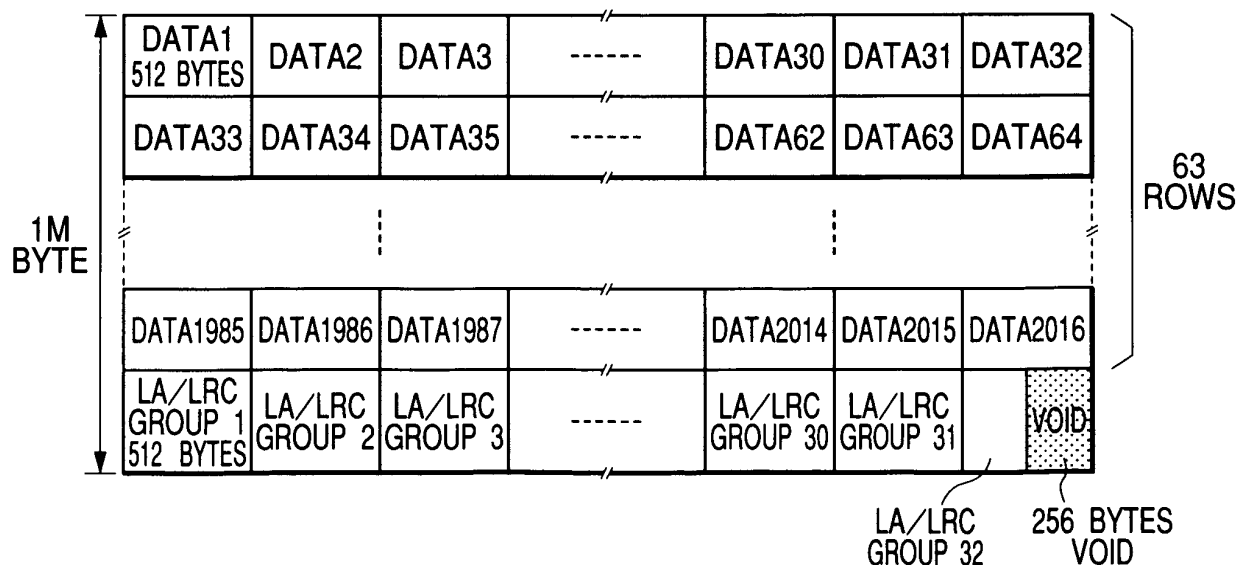 DATA1
512 BYTES
DATA2
DATA3
DATA30
DATA31
DATA32
DATA33
DATA34
DATA35
DATA62
DATA63
DATA64
1M
BYTE
63
ROWS
DATA1985
DATA1986
DATA1987
DATA2014
DATA2015
DATA2016
LA/LRC
GROUP 1
512 BYTES
LA/LRC
GROUP 2
LA/LRC
GROUP 3
LA/LRC
GROUP 30
LA/LRC
GROUP 31
VOID
LA/LRC
GROUP 32
256 BYTES
VOID